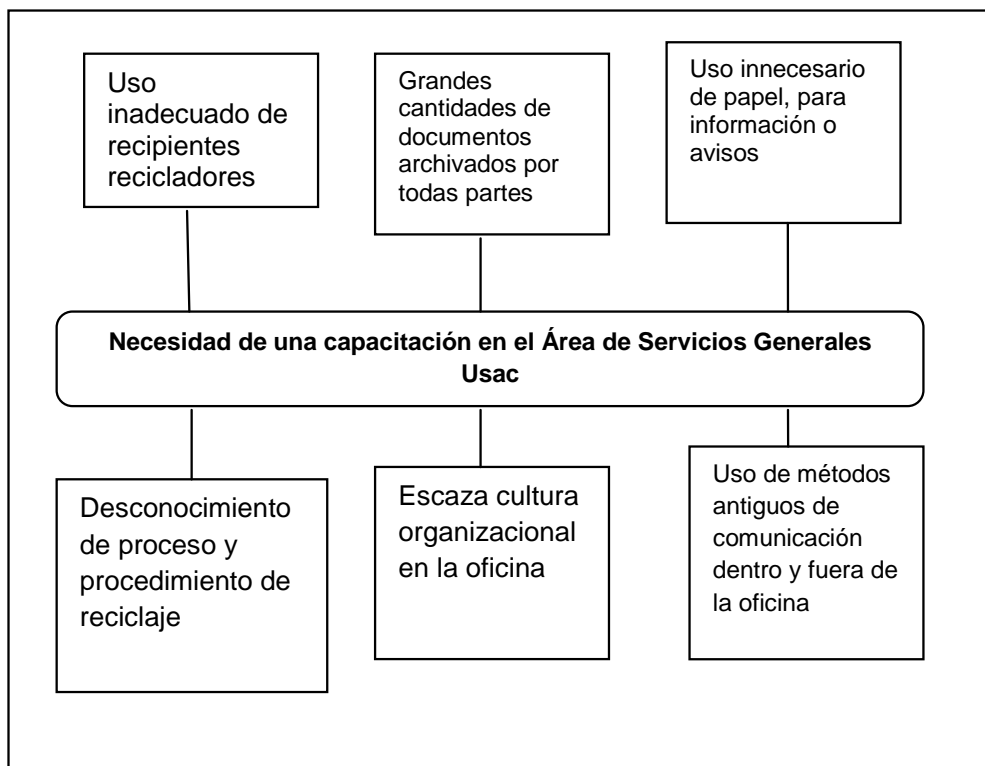 Uso
inadecuado de
recipientes
recicladores
Grandes
cantidades de
documentos
archivados por
todas partes
Uso innecesario
de papel, para
información o
avisos
Necesidad de una capacitación en el Área de Servicios Generales
Usac
Desconocimiento
de proceso y
procedimiento de
reciclaje
Escaza cultura
organizacional
en la oficina
Uso de métodos
antiguos de
comunicación
dentro y fuera de
la oficina